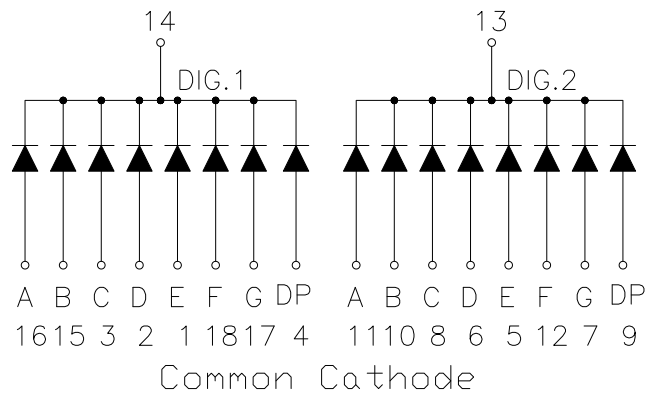 14 13
DIG.1 DIG.2
A B C D E F G DP A B C D E F G DP
16 15 3 2 1 18 17 4 11 10 8 6 5 12 7 9
Common Cathode